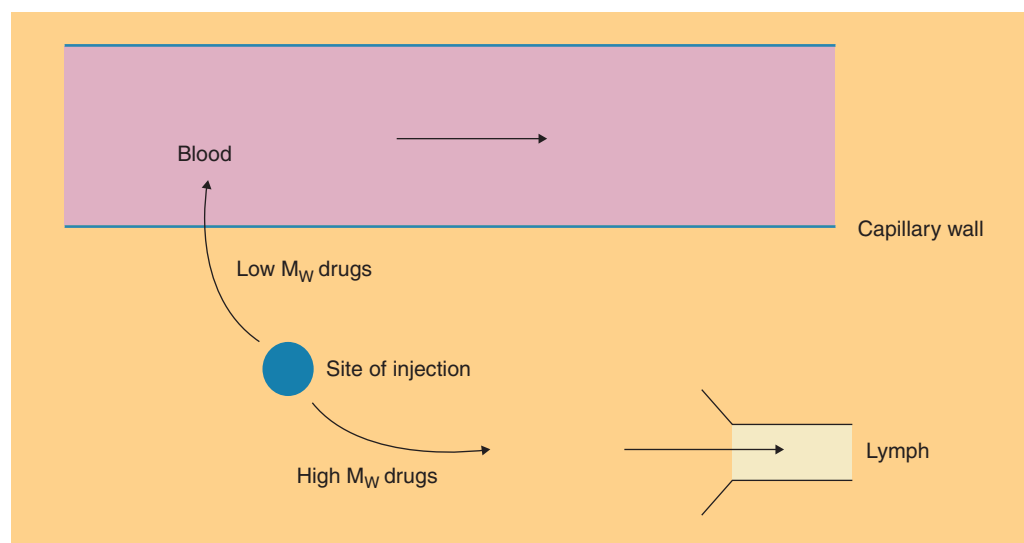 Blood
Capillary wall
Low MW drugs
Site of injection
High MW drugs
Lymph